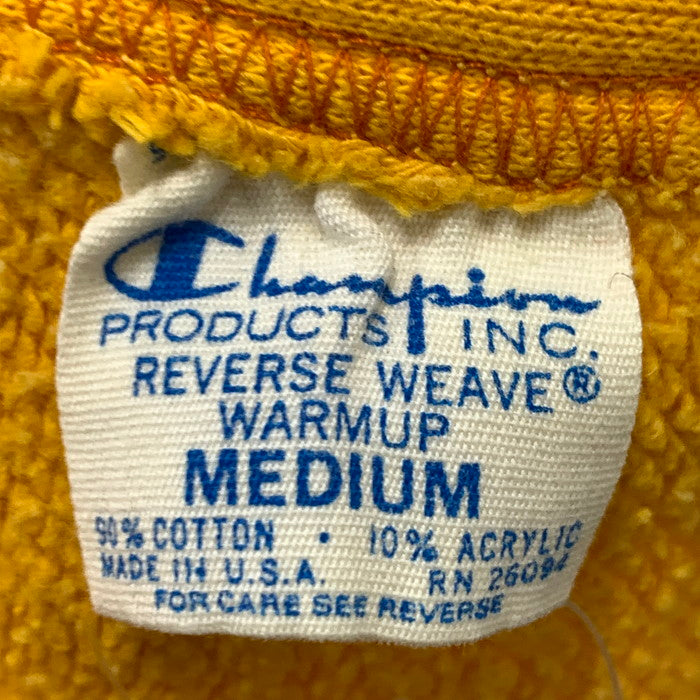 Champion
PRODUCTS INC.
REVERSE WEAVE®
WARMUP
MEDIUM
90% COTTON · 10% ACRYLIC
MADE IN U.S.A. RN 26094
FOR CARE SEE REVERSE